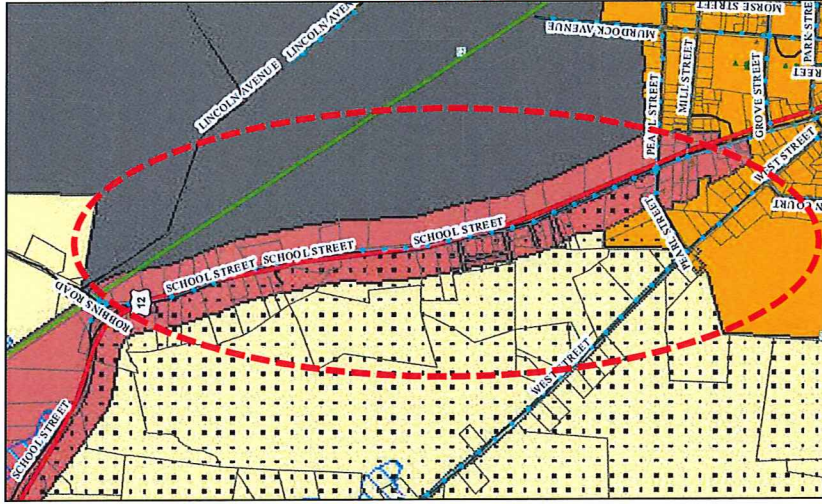 MORSE STREET
MURDOCK AVENUE
LINCOLN AVENUE
LINCOLN AVENUE
PEARL STREET
MILL STREET
GROVE STREET
PARK STREET
WEST STREET
PEARL STREET
SCHOOL STREET
SCHOOL STREET
SCHOOL STREET
12
ROBBINS ROAD
WEST STREET
SCHOOL STREET